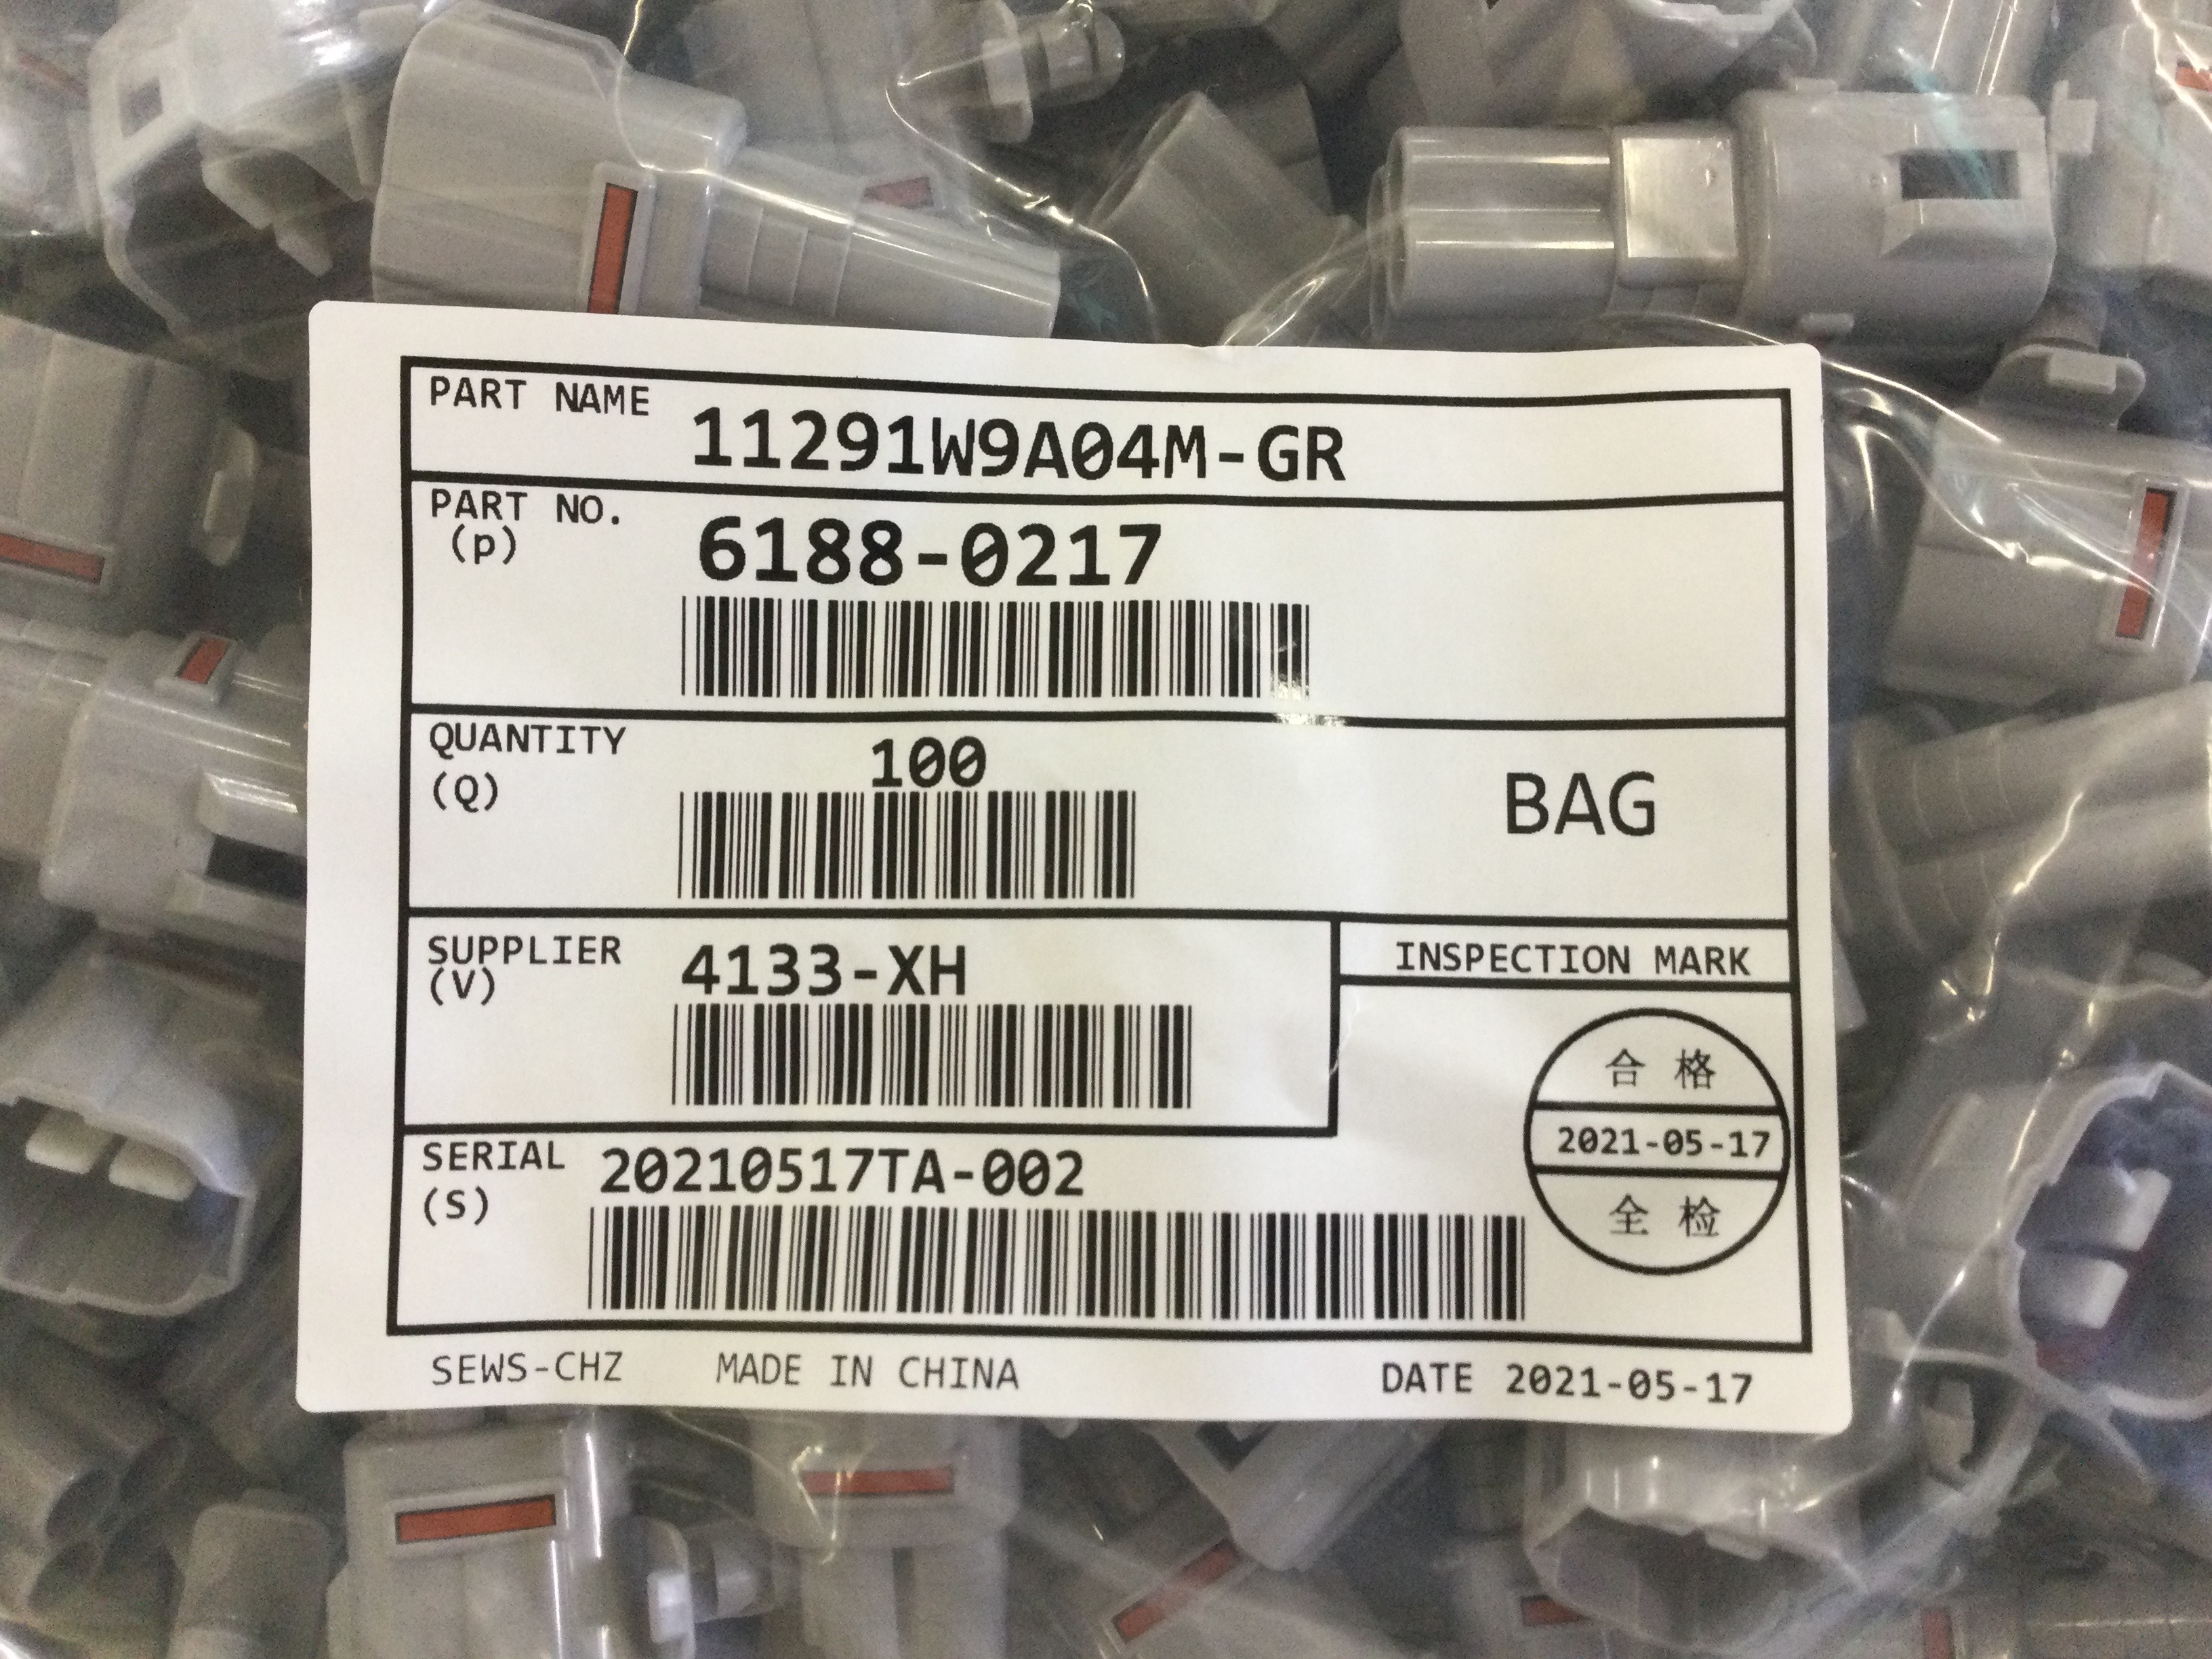 PART NAME 11291W9A04M-GR
PART NO. 6188-0217
(p)
QUANTITY 100
(Q)
BAG
SUPPLIER 4133-XH
(V)
INSPECTION MARK
合 格
2021-05-17
全 检
SERIAL 20210517TA-002
(S)
SEWS-CHZ MADE IN CHINA DATE 2021-05-17